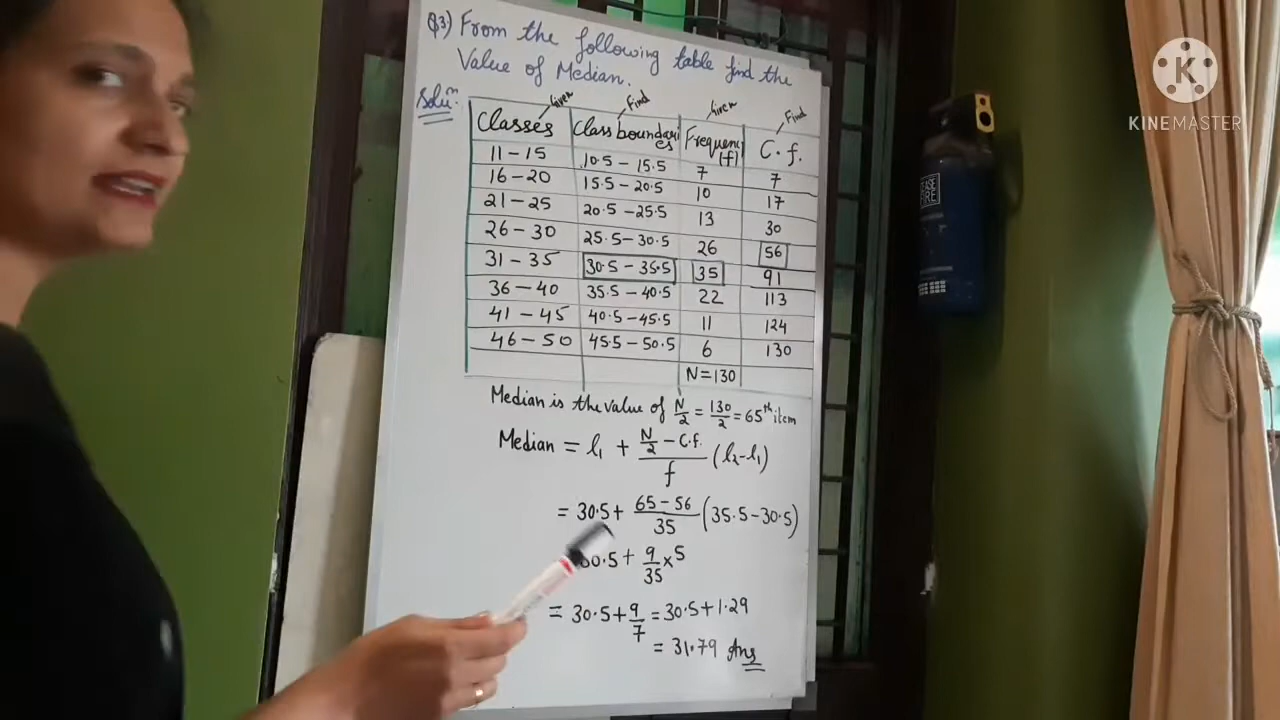 Q3) From the following table find the
Value of Median.
Soluⁿ.
Given Find Given Find
Classes Class boundaries Frequency (f) C.f.
11-15 10.5-15.5 7 7
16-20 15.5-20.5 10 17
21-25 20.5-25.5 13 30
26-30 25.5-30.5 26 56
31-35 30.5-35.5 35 91
36-40 35.5-40.5 22 113
41-45 40.5-45.5 11 124
46-50 45.5-50.5 6 130
N=130
Median is the value of N/2 = 130/2 = 65th item
Median = l₁ + (N/2 - C.f.)/f (l₂-l₁)
= 30.5 + (65-56)/35 (35.5-30.5)
30.5 + 9/35 x 5
= 30.5 + 9/7 = 30.5 + 1.29
= 31.79 Ans
K
KINEMASTER